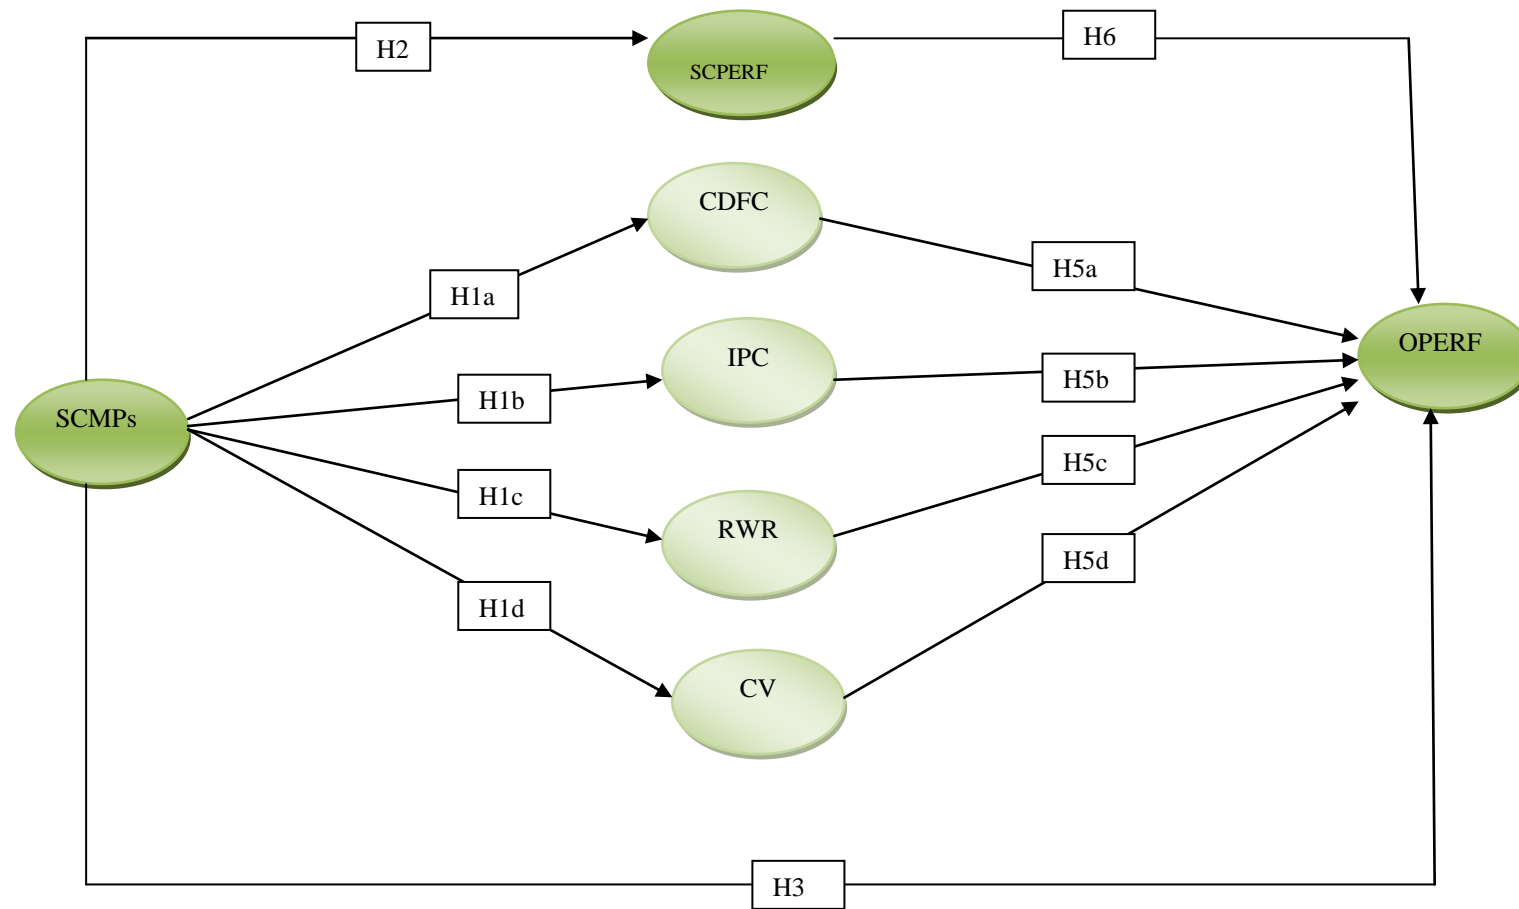 H2
H6
SCPERF
CDFC
H5a
H1a
OPERF
IPC
H5b
H1b
SCMPs
H5c
H1c
RWR
H5d
H1d
CV
H3